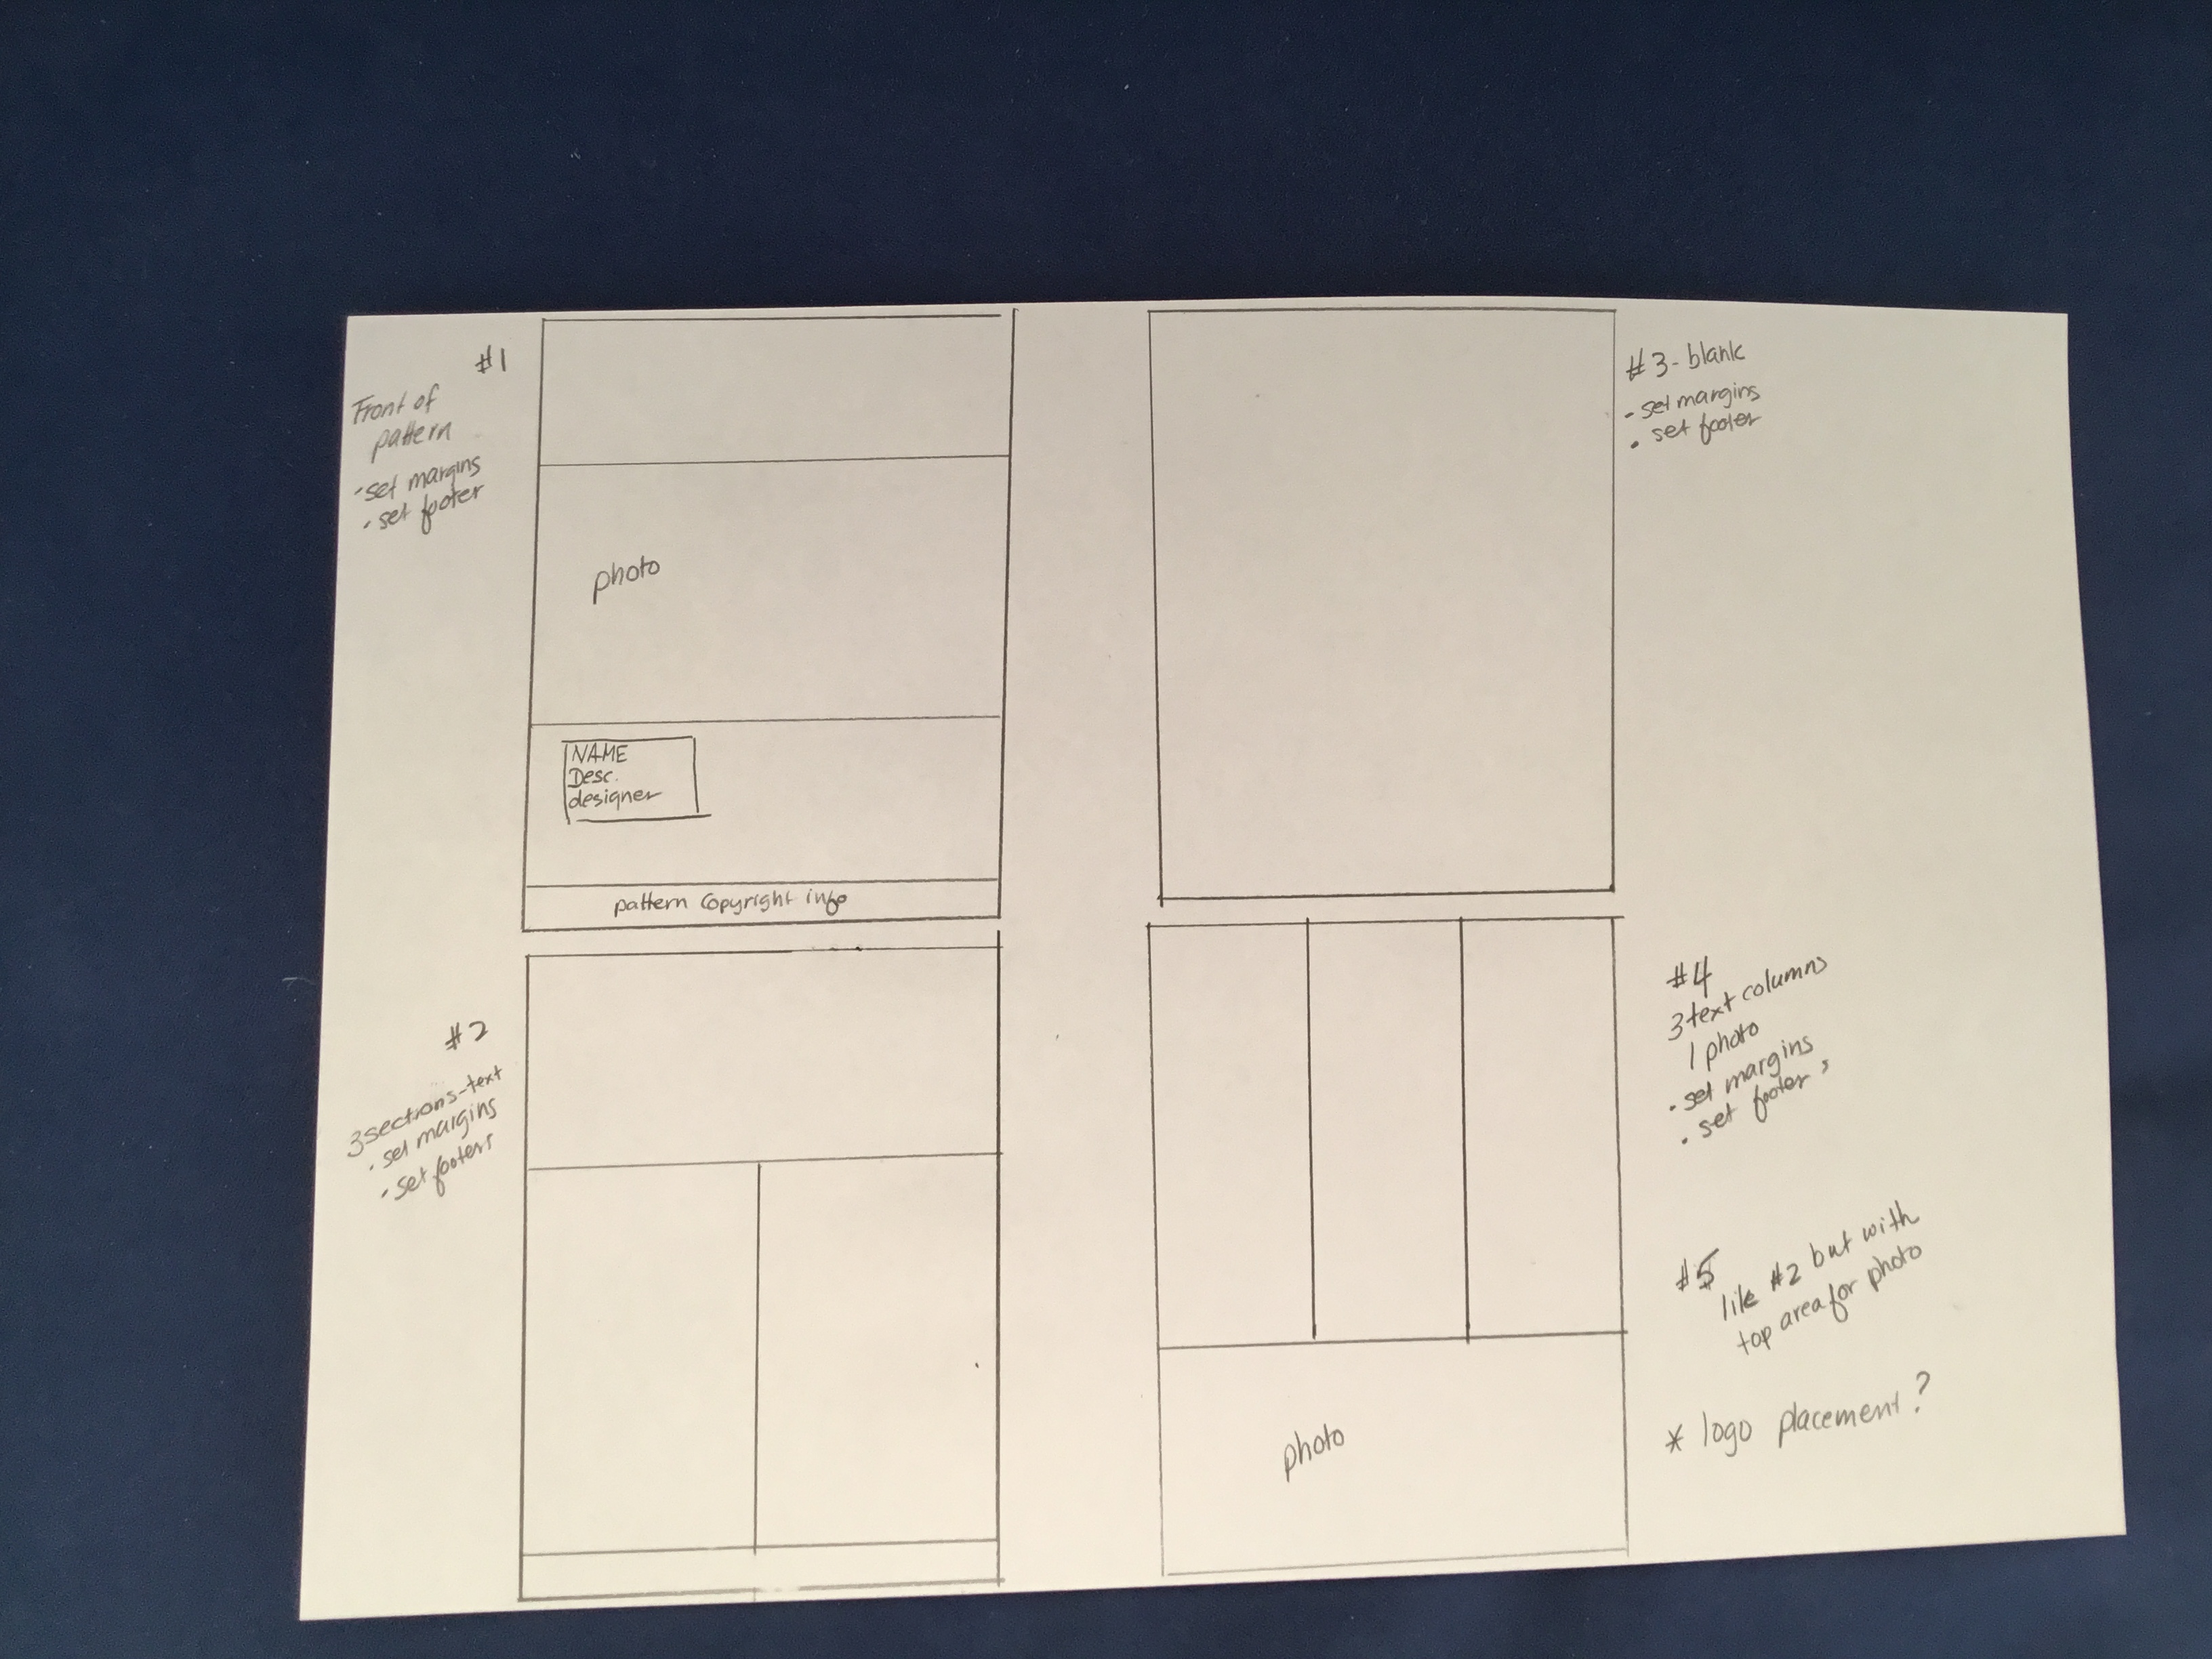 #1
Front of
pattern
- set margins
• set footer
photo
NAME
Desc.
designer
pattern Copyright info
#2
3 sections-text
• set margins
• set footers
#3 - blank
- set margins
• set footer
#4
3 text columns
1 photo
• set margins
• set footer s
photo
#5
like #2 but with
top area for photo
* logo placement?